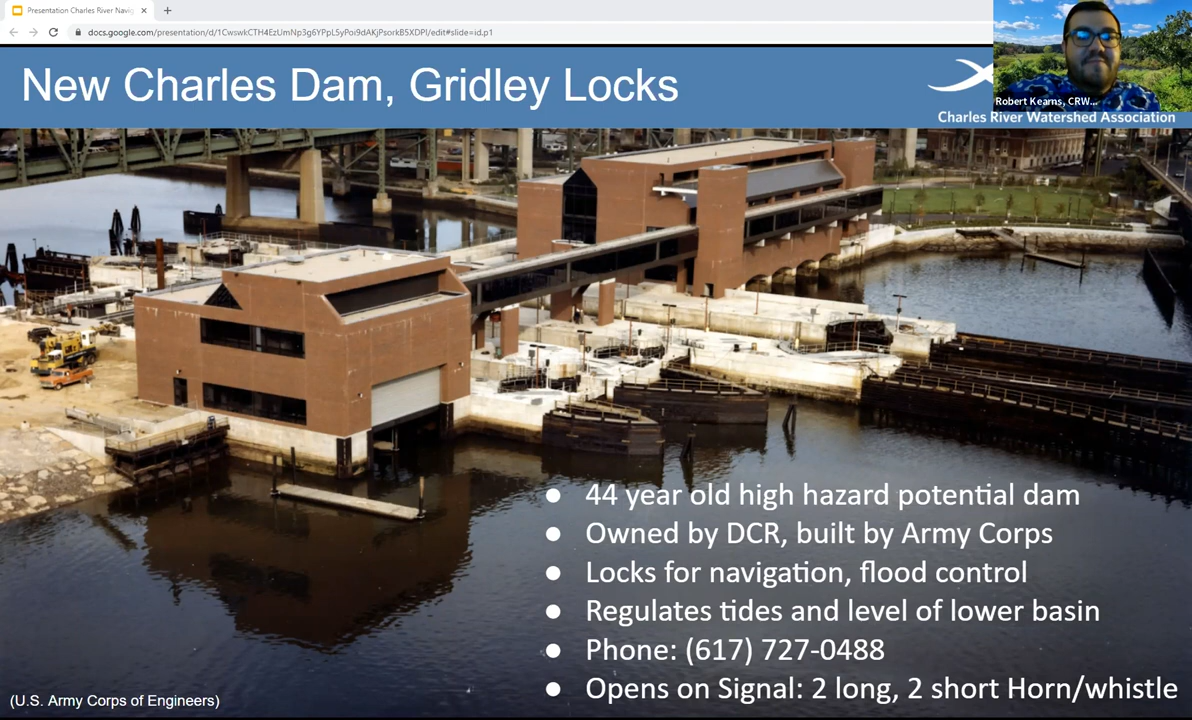 Presentation Charles River Navig
docs.google.com/presentation/d/1CwswkCTH4EzUmNp3g6YPpL5yPoi9dAKjPsorkB5XDPI/edit#slide=id.p1
New Charles Dam, Gridley Locks
Robert Kearns, CRW...
Charles River Watershed Association
● 44 year old high hazard potential dam
● Owned by DCR, built by Army Corps
● Locks for navigation, flood control
● Regulates tides and level of lower basin
● Phone: (617) 727-0488
● Opens on Signal: 2 long, 2 short Horn/whistle
(U.S. Army Corps of Engineers)